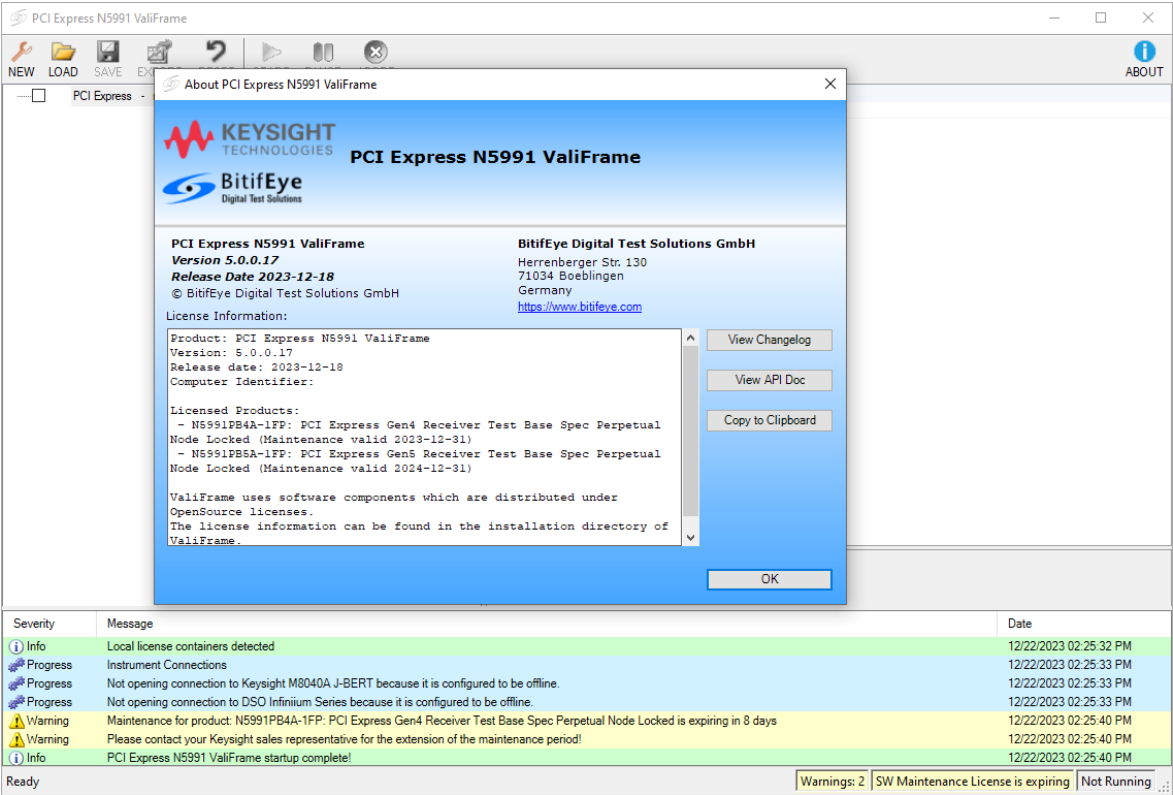 PCI Express N5991 ValiFrame
NEW LOAD SAVE
ABOUT
PCI Express -
About PCI Express N5991 ValiFrame
KEYSIGHT
TECHNOLOGIES
PCI Express N5991 ValiFrame
BitifEye
Digital Test Solutions
PCI Express N5991 ValiFrame
Version 5.0.0.17
Release Date 2023-12-18
© BitifEye Digital Test Solutions GmbH
BitifEye Digital Test Solutions GmbH
Herrenberger Str. 130
71034 Boeblingen
Germany
https://www.bitifeye.com
License Information:
Product: PCI Express N5991 ValiFrame
Version: 5.0.0.17
Release date: 2023-12-18
Computer Identifier:
Licensed Products:
- N5991PB4A-1FP: PCI Express Gen4 Receiver Test Base Spec Perpetual
Node Locked (Maintenance valid 2023-12-31)
- N5991PB5A-1FP: PCI Express Gen5 Receiver Test Base Spec Perpetual
Node Locked (Maintenance valid 2024-12-31)
ValiFrame uses software components which are distributed under
OpenSource licenses.
The license information can be found in the installation directory of
ValiFrame.
View Changelog
View API Doc
Copy to Clipboard
OK
Severity Message Date
Info Local license containers detected 12/22/2023 02:25:32 PM
Progress Instrument Connections 12/22/2023 02:25:33 PM
Progress Not opening connection to Keysight M8040A J-BERT because it is configured to be offline. 12/22/2023 02:25:33 PM
Progress Not opening connection to DSO Infiniium Series because it is configured to be offline. 12/22/2023 02:25:33 PM
Warning Maintenance for product: N5991PB4A-1FP: PCI Express Gen4 Receiver Test Base Spec Perpetual Node Locked is expiring in 8 days 12/22/2023 02:25:40 PM
Warning Please contact your Keysight sales representative for the extension of the maintenance period! 12/22/2023 02:25:40 PM
Info PCI Express N5991 ValiFrame startup complete! 12/22/2023 02:25:40 PM
Ready Warnings: 2 SW Maintenance License is expiring Not Running